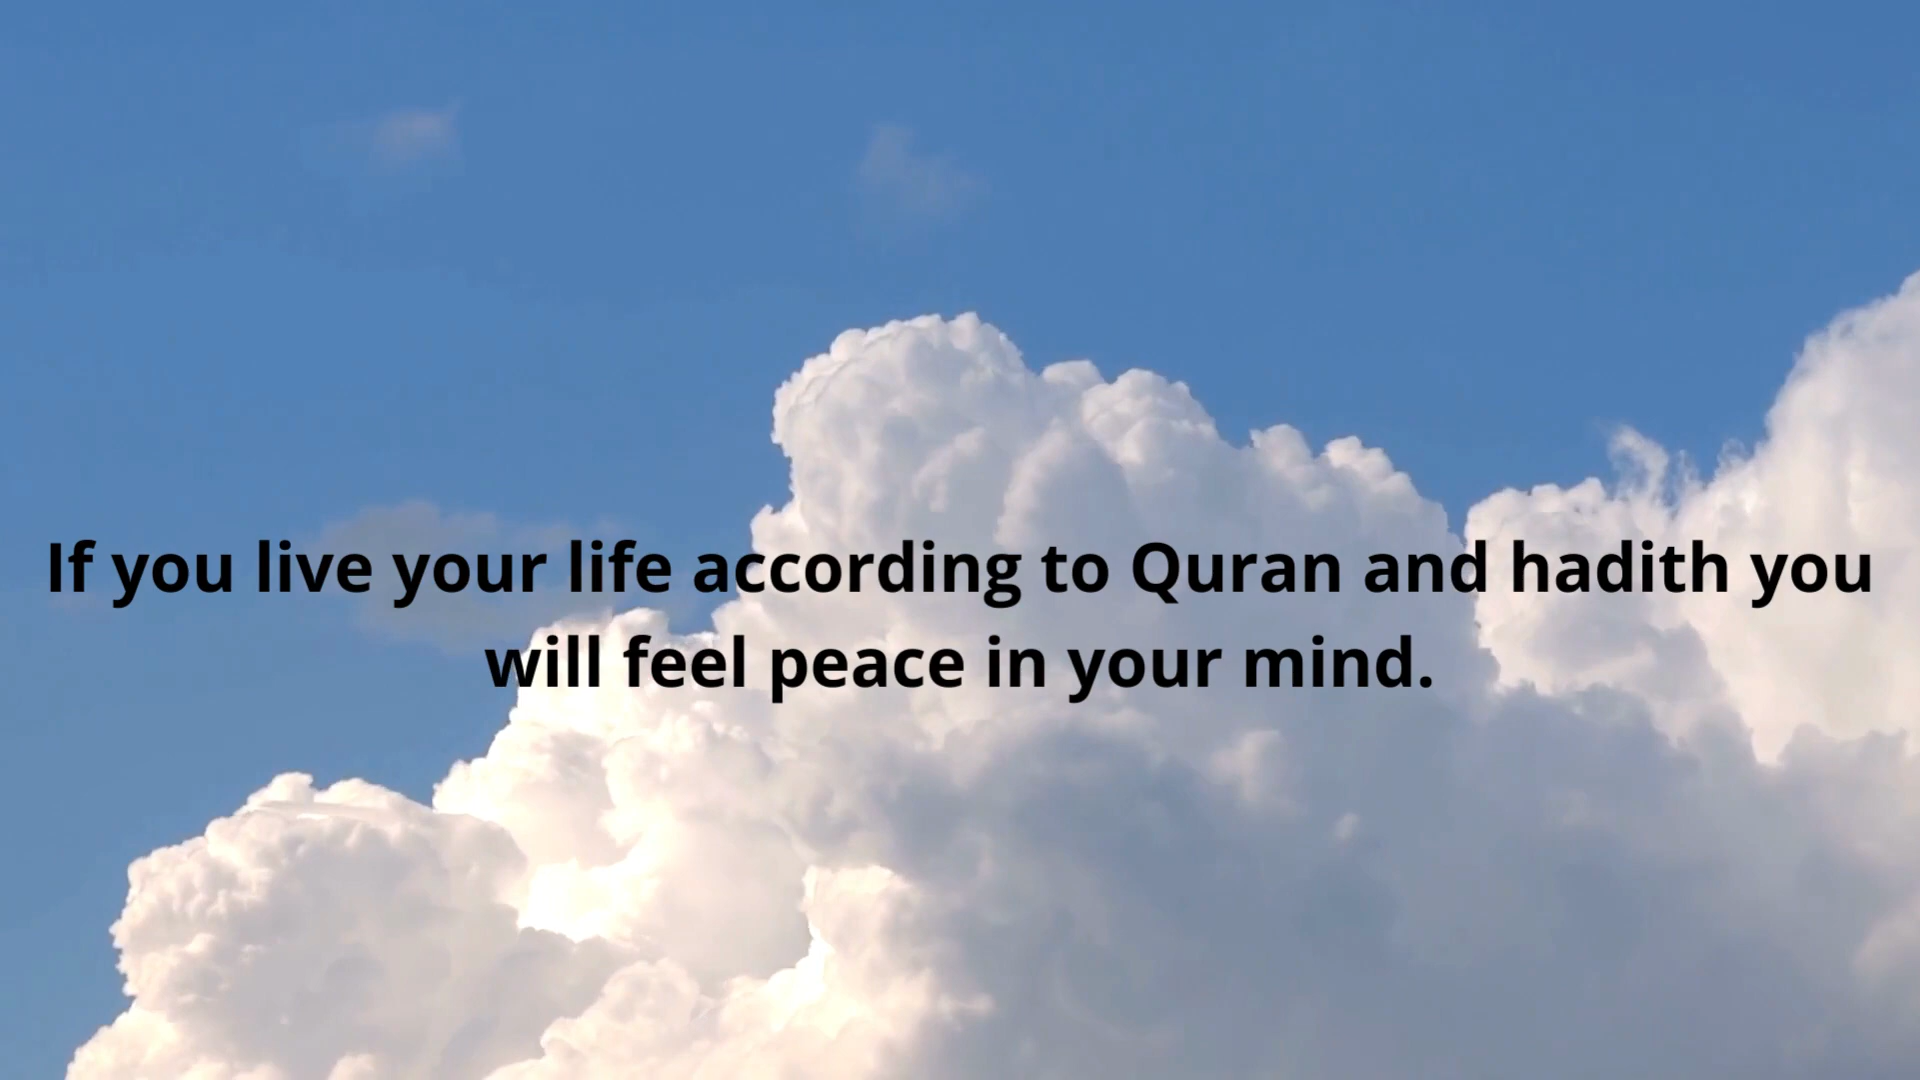 If you live your life according to Quran and hadith you
will feel peace in your mind.